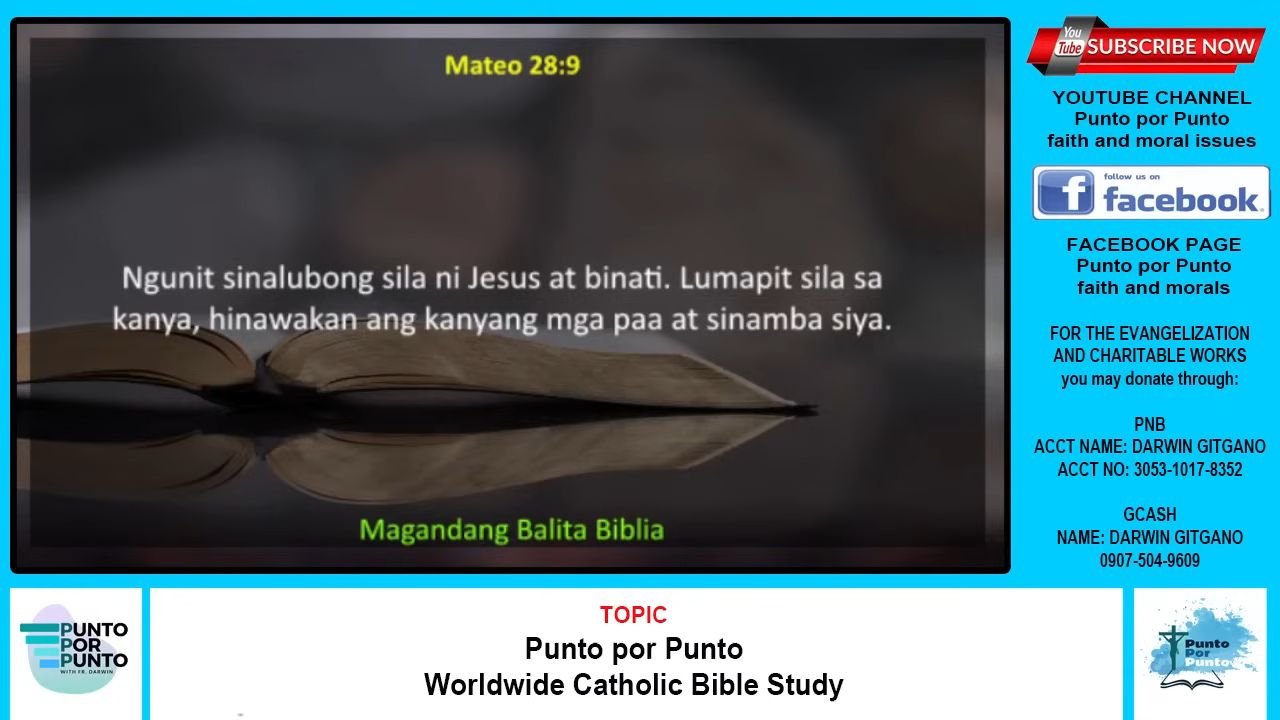 Mateo 28:9
Ngunit sinalubong sila ni Jesus at binati. Lumapit sila sa
kanya, hinawakan ang kanyang mga paa at sinamba siya.
Magandang Balita Biblia
You
Tube SUBSCRIBE NOW
YOUTUBE CHANNEL
Punto por Punto
faith and moral issues
follow us on
facebook.
FACEBOOK PAGE
Punto por Punto
faith and morals
FOR THE EVANGELIZATION
AND CHARITABLE WORKS
you may donate through:
PNB
ACCT NAME: DARWIN GITGANO
ACCT NO: 3053-1017-8352
GCASH
NAME: DARWIN GITGANO
0907-504-9609
PUNTO
POR
PUNTO
WITH FR. DARWIN
TOPIC
Punto por Punto
Worldwide Catholic Bible Study
Punto
Por
Punto